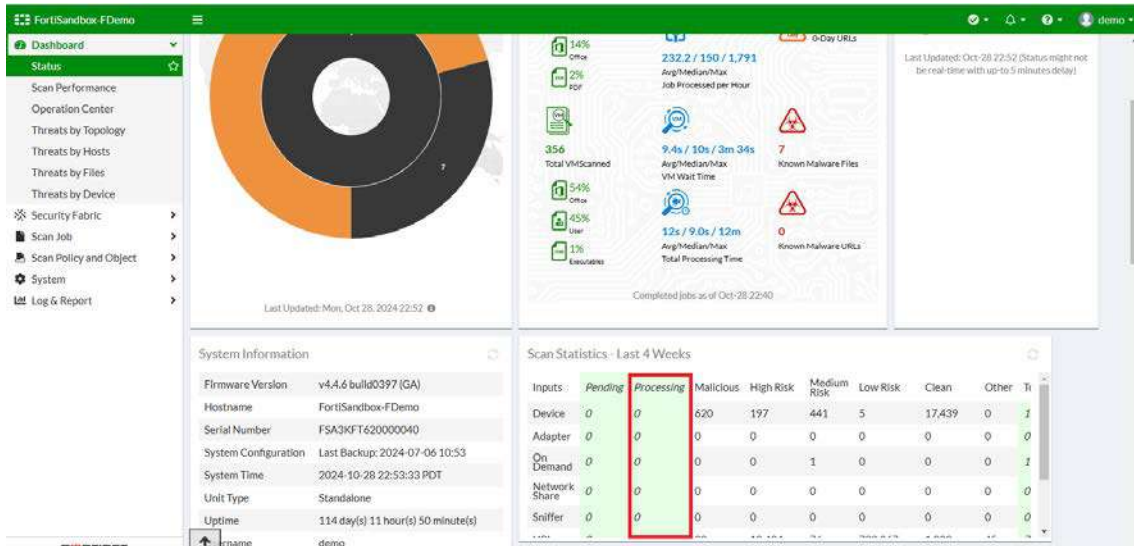 FortiSandbox-FDemo
demo
Dashboard
Status
Scan Performance
Operation Center
Threats by Topology
Threats by Hosts
Threats by Files
Threats by Device
Security Fabric
Scan Job
Scan Policy and Object
System
Log & Report
7
Last Updated: Mon, Oct 28, 2024 22:52
14%
Office
2%
PDF
232.2 / 150 / 1,791
Avg/Median/Max
Job Processed per Hour
0-Day URLs
356
Total VMScanned
9.4s / 10s / 3m 34s
Avg/Median/Max
VM Wait Time
7
Known Malware Files
54%
Office
45%
User
1%
Executables
12s / 9.0s / 12m
Avg/Median/Max
Total Processing Time
0
Known Malware URLs
Completed jobs as of Oct-28 22:40
Last Updated: Oct-28 22:52 (Status might not
be real-time with up-to 5 minutes delay)
System Information
Firmware Version v4.4.6 build0397 (GA)
Hostname FortiSandbox-FDemo
Serial Number FSA3KFT620000040
System Configuration Last Backup: 2024-07-06 10:53
System Time 2024-10-28 22:53:33 PDT
Unit Type Standalone
Uptime 114 day(s) 11 hour(s) 50 minute(s)
demo
Scan Statistics - Last 4 Weeks
Inputs Pending Processing Malicious High Risk Medium Risk Low Risk Clean Other
Device 0 0 620 197 441 5 17,439 0 1
Adapter 0 0 0 0 0 0 0 0 0
On Demand 0 0 0 0 1 0 0 0 1
Network Share 0 0 0 0 0 0 0 0 0
Sniffer 0 0 0 0 0 0 0 0 0